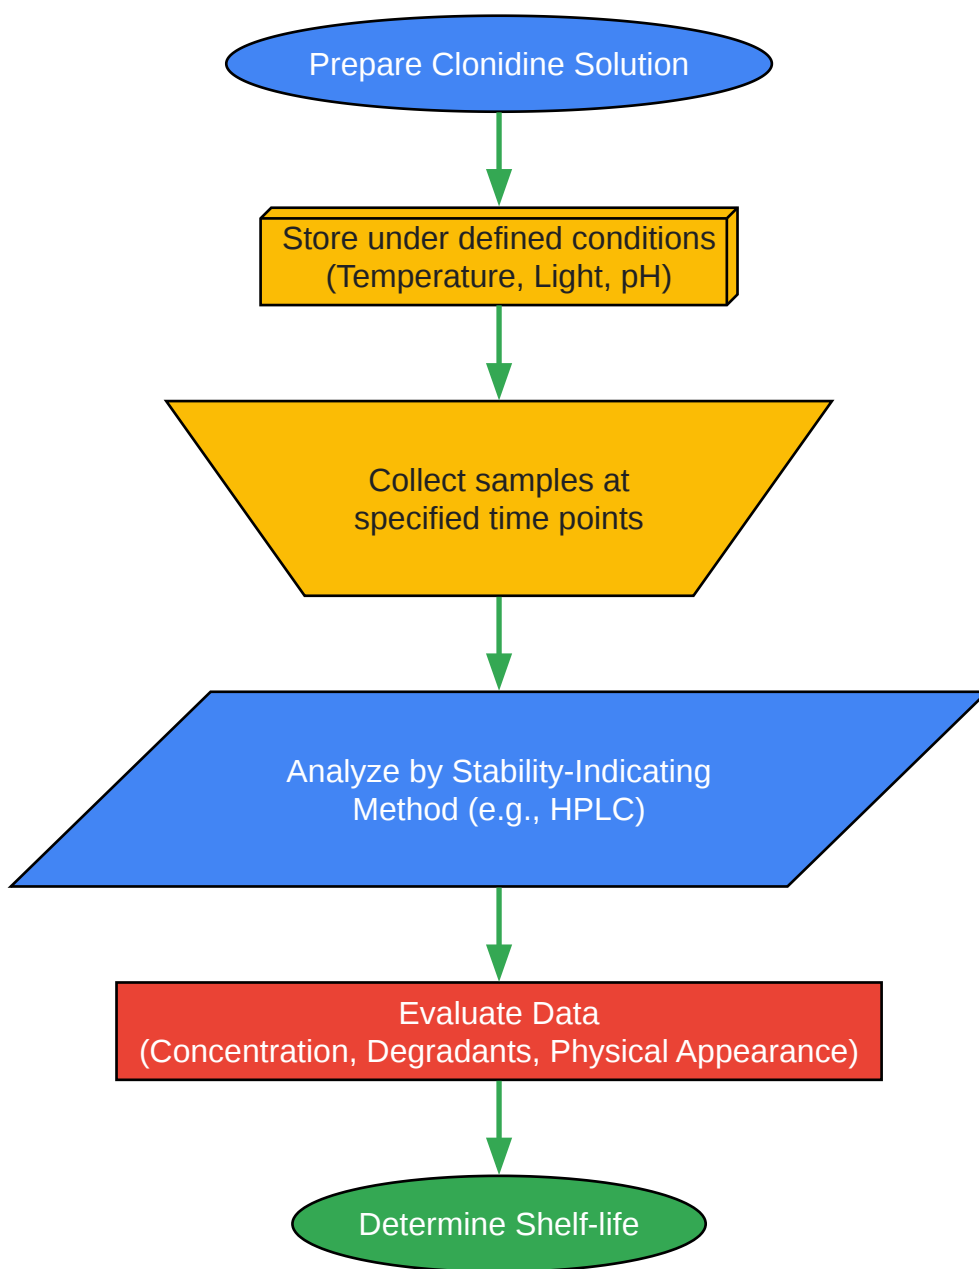 Prepare Clonidine Solution
Store under defined conditions
(Temperature, Light, pH)
Collect samples at
specified time points
Analyze by Stability-Indicating
Method (e.g., HPLC)
Evaluate Data
(Concentration, Degradants, Physical Appearance)
Determine Shelf-life